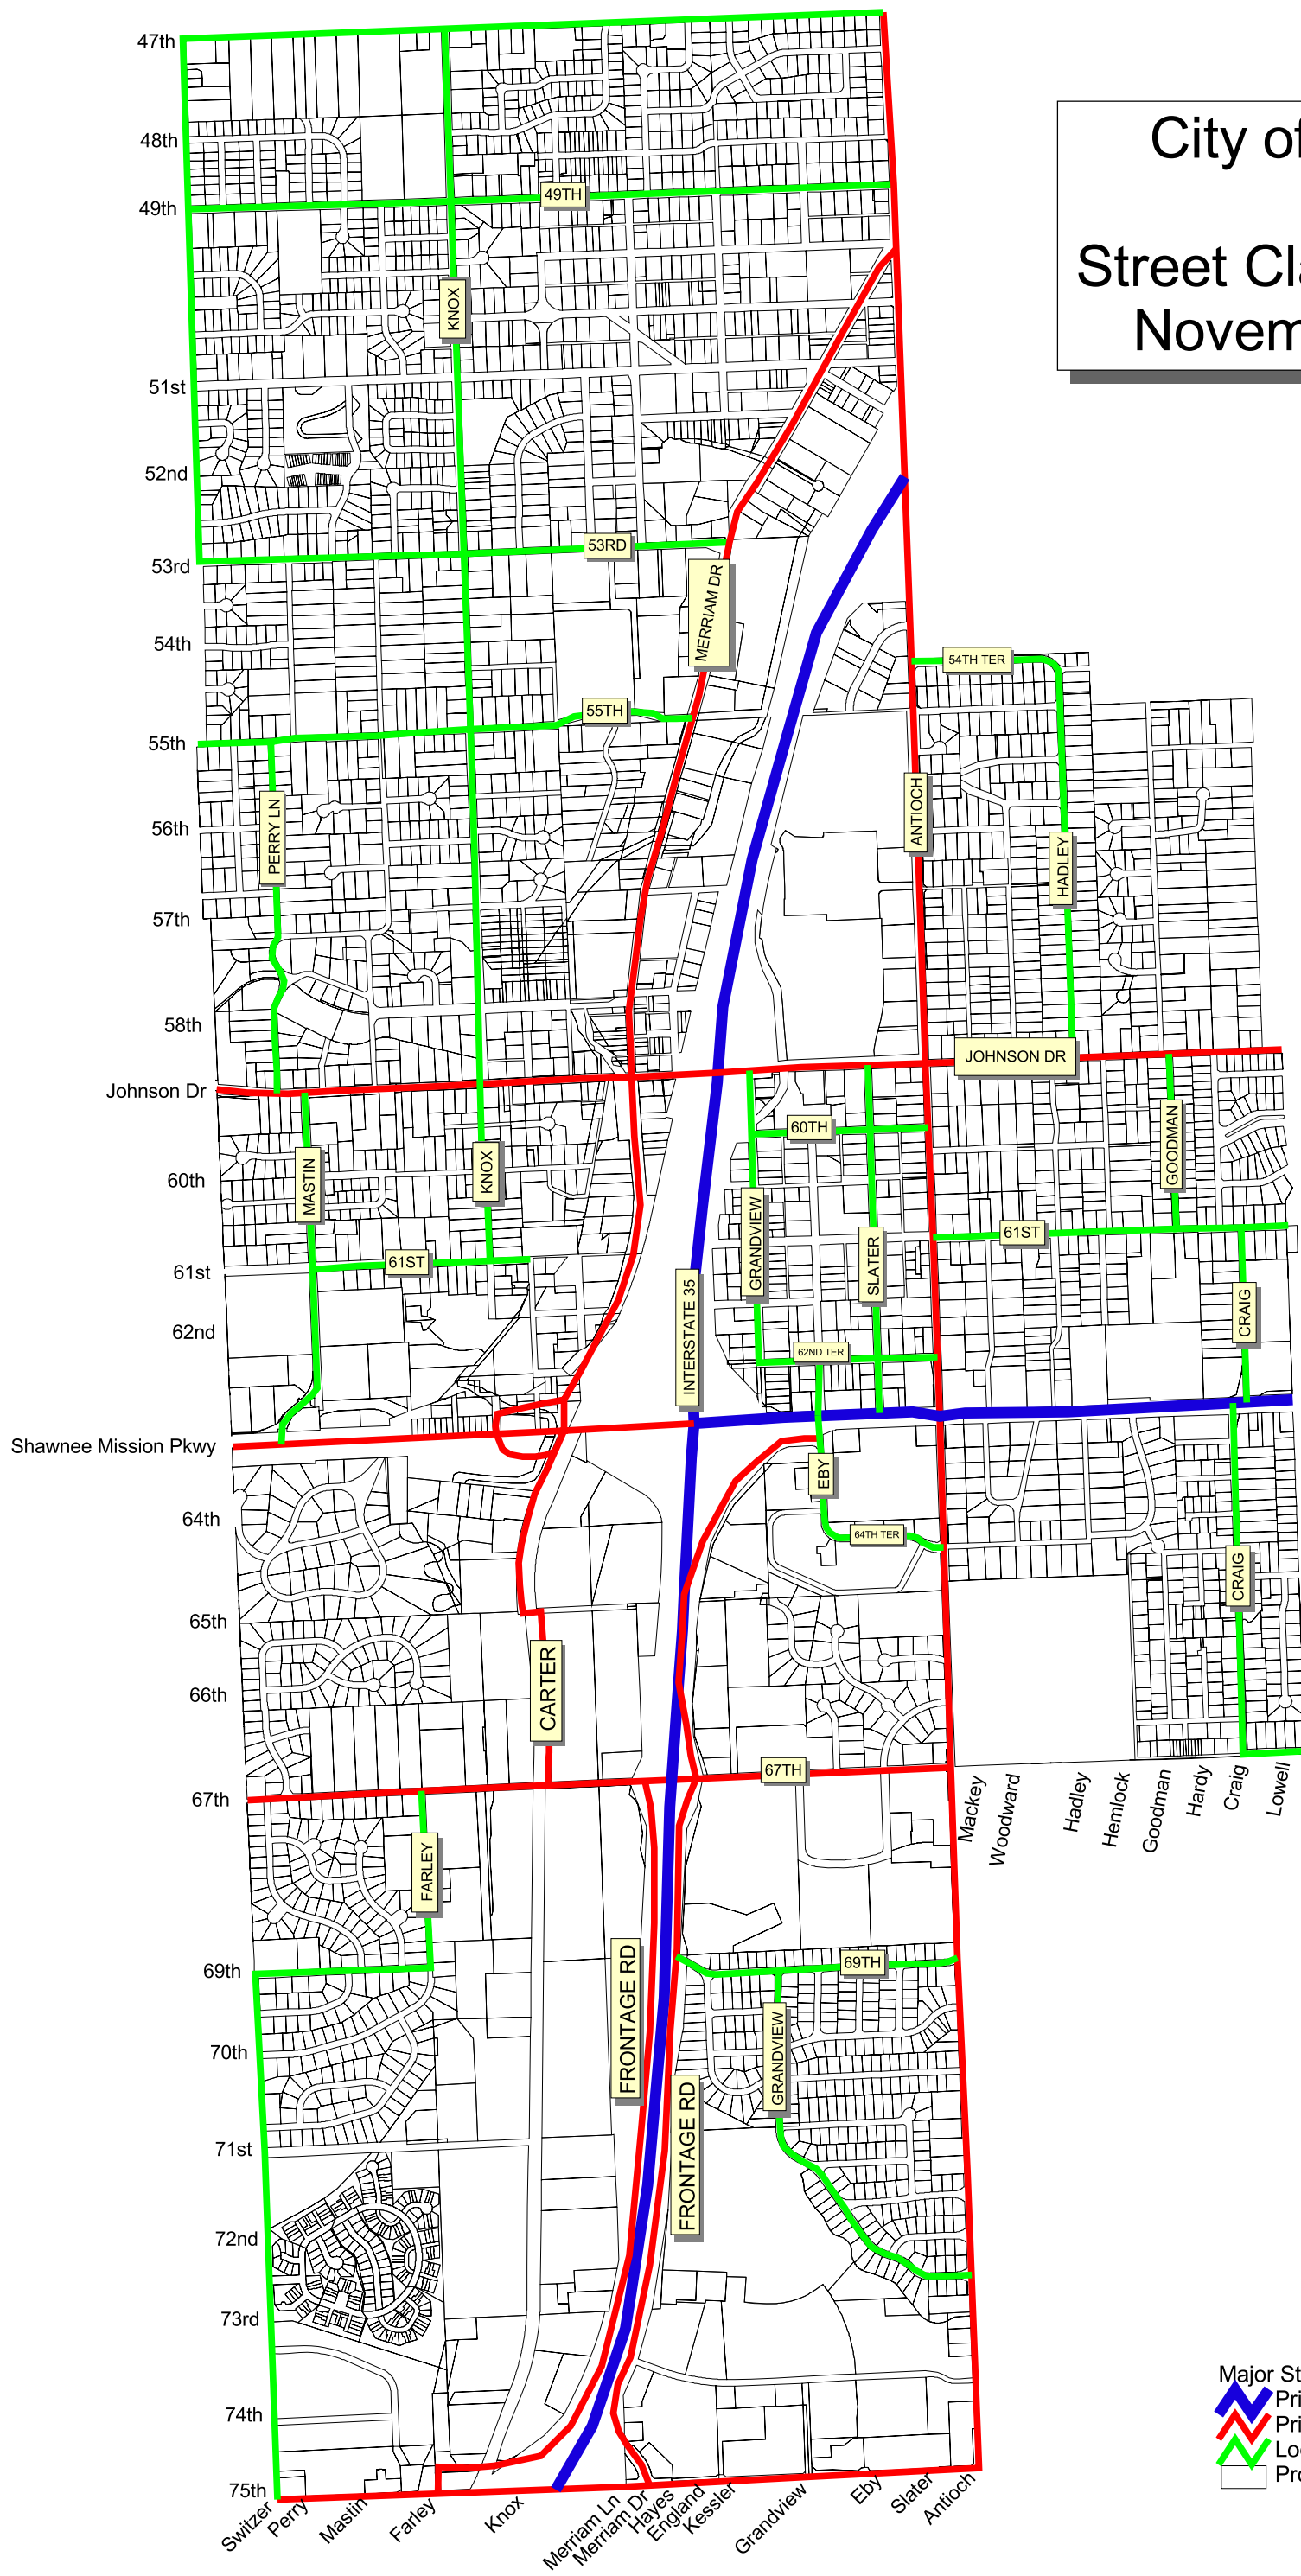 City of
Street Cla
Novem
47th
48th
49th
51st
52nd
53rd
54th
55th
56th
57th
58th
Johnson Dr
60th
61st
62nd
Shawnee Mission Pkwy
64th
65th
66th
67th
69th
70th
71st
72nd
73rd
74th
75th
49TH
KNOX
53RD
MERRIAM DR
54TH TER
55TH
ANTIOCH
PERRY LN
HADLEY
JOHNSON DR
60TH
GOODMAN
MASTIN
KNOX
GRANDVIEW
SLATER
61ST
61ST
INTERSTATE 35
CRAIG
62ND TER
EBY
64TH TER
CRAIG
CARTER
67TH
FARLEY
FRONTAGE RD
69TH
GRANDVIEW
FRONTAGE RD
Mackey
Woodward
Hadley
Hemlock
Goodman
Hardy
Craig
Lowell
Major St
Pri
Pri
Loc
Pro
Switzer
Perry
Mastin
Farley
Knox
Merriam Ln
Merriam Dr
Hayes
England
Kessler
Grandview
Eby
Slater
Antioch